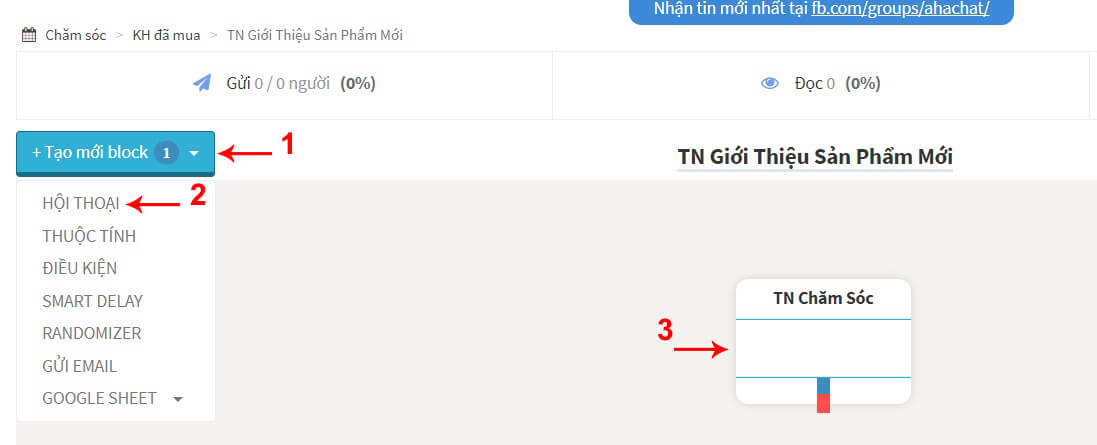 Nhận tin mới nhất tại fb.com/groups/ahachat/
Chăm sóc > KH đã mua > TN Giới Thiệu Sản Phẩm Mới
Gửi 0 / 0 người (0%)
Đọc 0 (0%)
+ Tạo mới block 1
1
TN Giới Thiệu Sản Phẩm Mới
HỘI THOẠI
2
THUỘC TÍNH
ĐIỀU KIỆN
SMART DELAY
RANDOMIZER
GỬI EMAIL
GOOGLE SHEET
TN Chăm Sóc
3